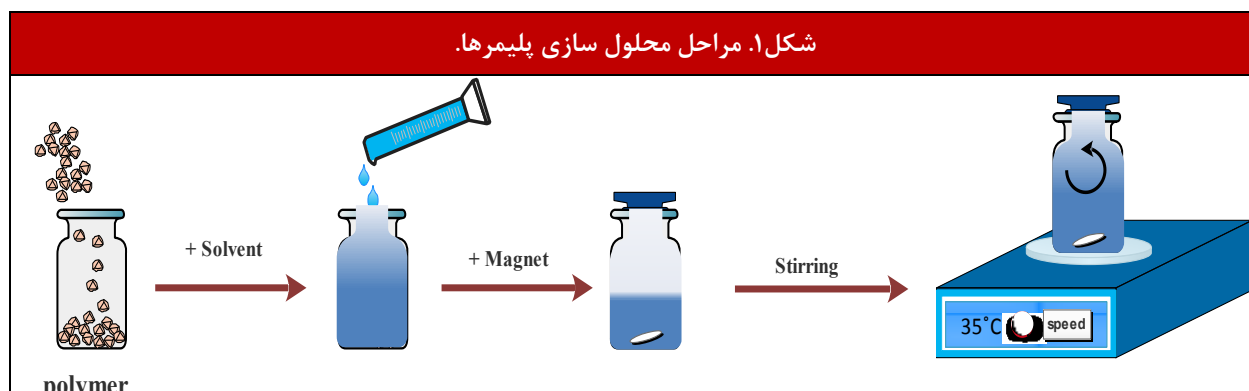 شکل۱. مراحل محلول سازی پلیمرها.
+ Solvent
+ Magnet
Stirring
35˚C
speed
polymer